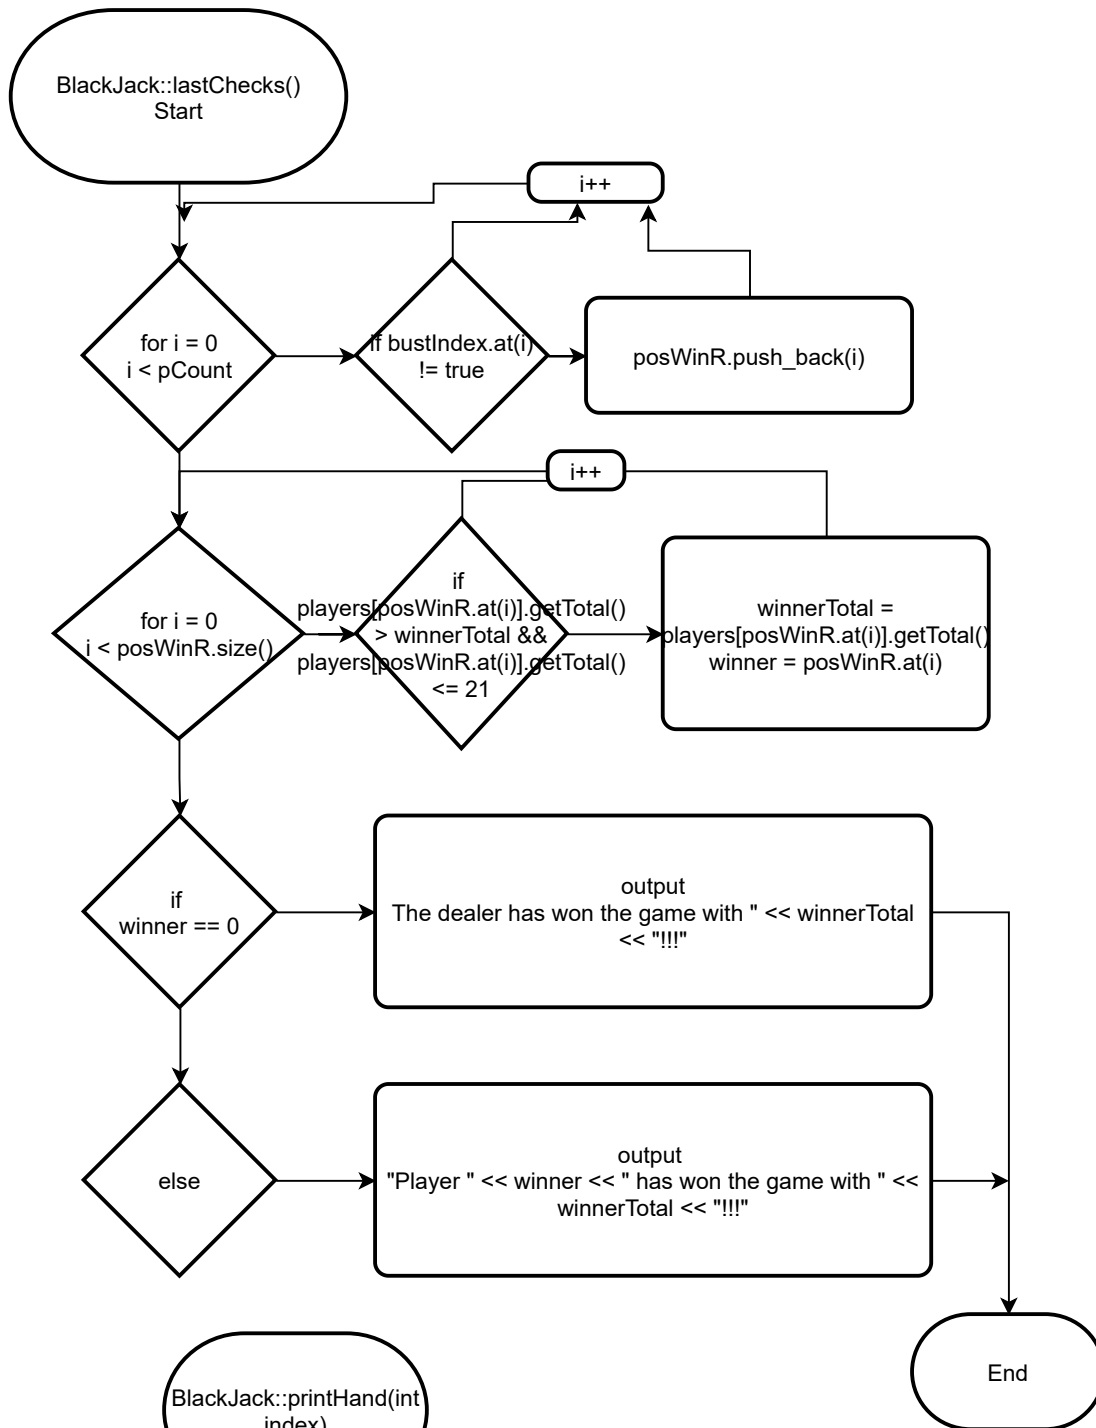 BlackJack::lastChecks()
Start
i++
for i = 0
i < pCount
if bustIndex.at(i)
!= true
posWinR.push_back(i)
i++
for i = 0
i < posWinR.size()
if
players[posWinR.at(i)].getTotal()
> winnerTotal &&
players[posWinR.at(i)].getTotal()
<= 21
winnerTotal =
players[posWinR.at(i)].getTotal()
winner = posWinR.at(i)
if
winner == 0
output
The dealer has won the game with " << winnerTotal
<< "!!!"
else
output
"Player " << winner << " has won the game with " <<
winnerTotal << "!!!"
End
BlackJack::printHand(int
index)